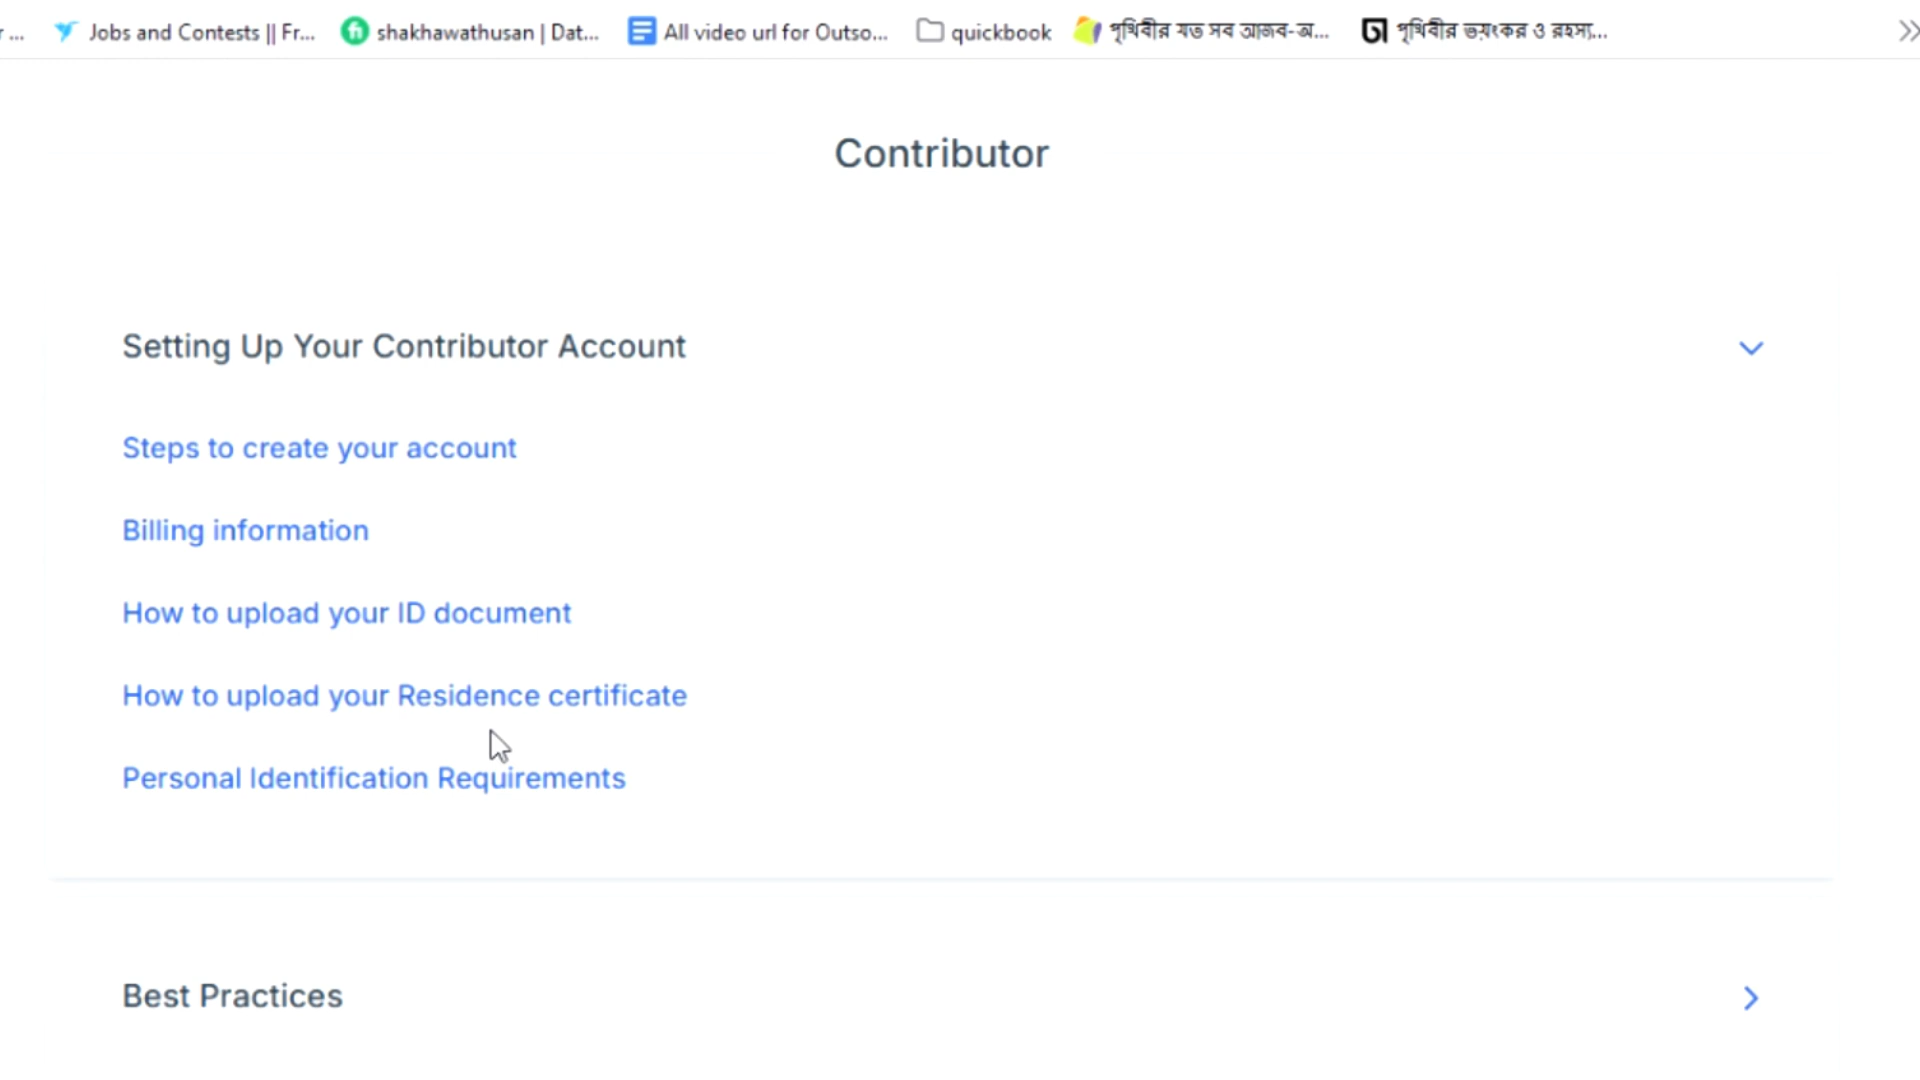 r ... Jobs and Contests || Fr... shakhawathusan | Dat... All video url for Outso... quickbook পৃথিবীর যত সব আজব-অ... পৃথিবীর ভয়ংকর ও রহস্য...
Contributor
Setting Up Your Contributor Account
Steps to create your account
Billing information
How to upload your ID document
How to upload your Residence certificate
Personal Identification Requirements
Best Practices